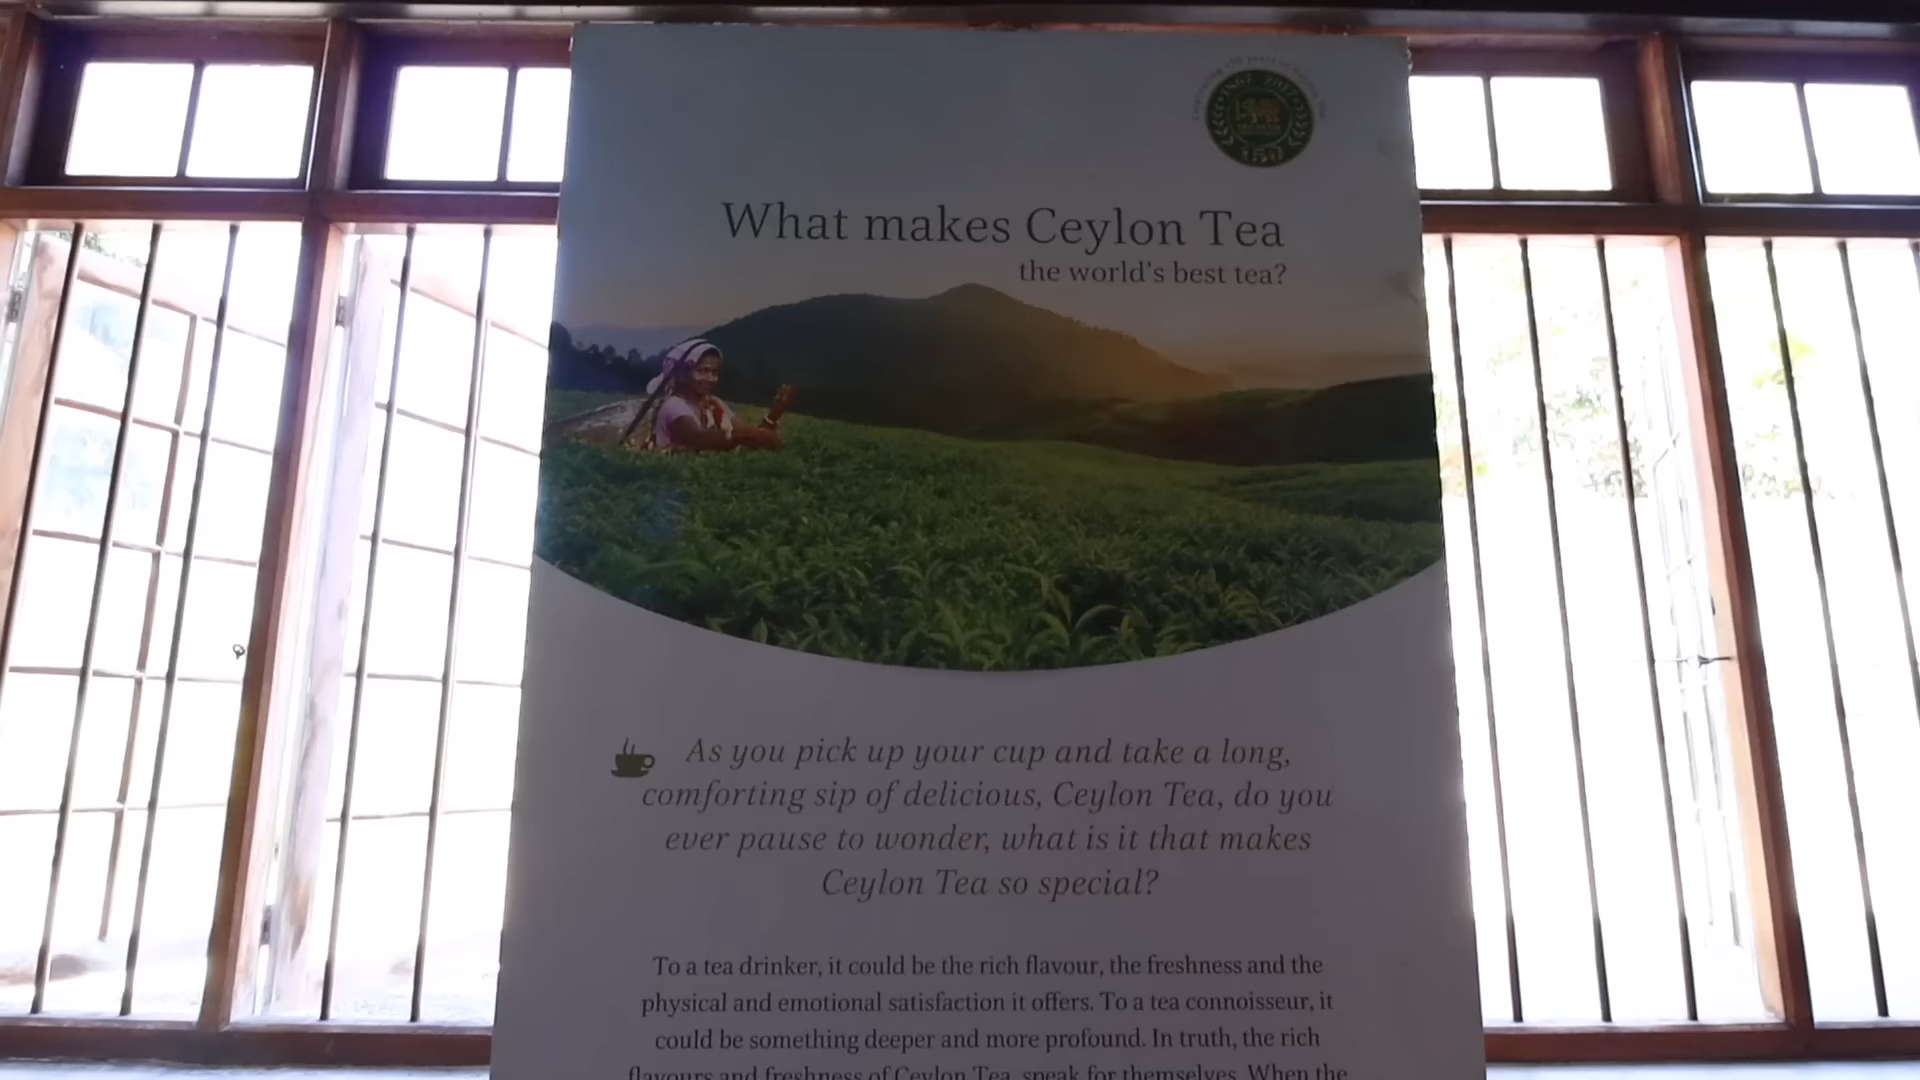 1867 2017
150
What makes Ceylon Tea
the world's best tea?
As you pick up your cup and take a long,
comforting sip of delicious, Ceylon Tea, do you
ever pause to wonder, what is it that makes
Ceylon Tea so special?
To a tea drinker, it could be the rich flavour, the freshness and the
physical and emotional satisfaction it offers. To a tea connoisseur, it
could be something deeper and more profound. In truth, the rich
flavours and freshness of Ceylon Tea, speak for themselves. When the